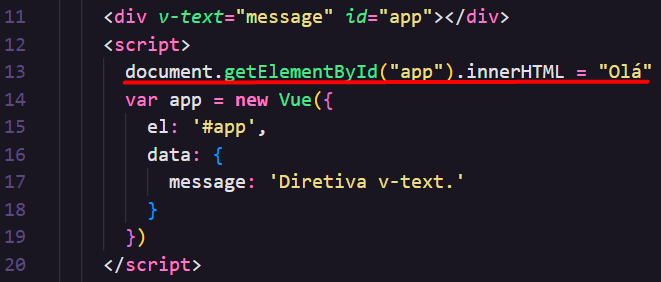 11 <div v-text="message" id="app"></div>
12 <script>
13 document.getElementById("app").innerHTML = "Olá"
14 var app = new Vue({
15 el: '#app',
16 data: {
17 message: 'Diretiva v-text.'
18 }
19 })
20 </script>